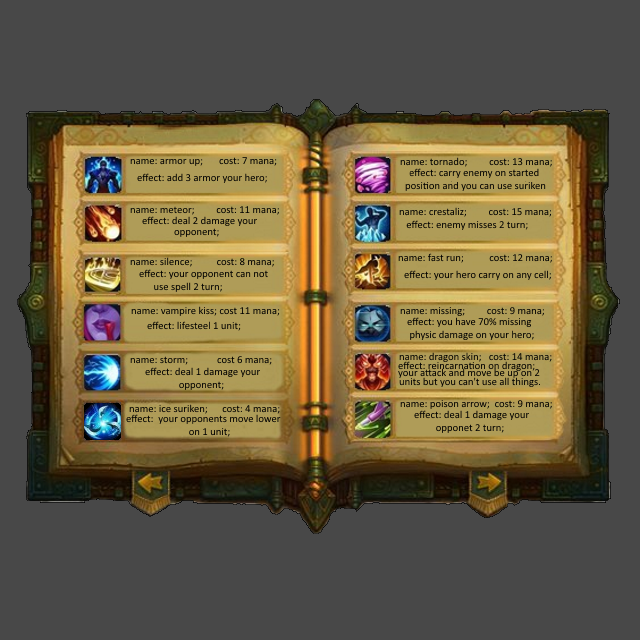 name: armor up; cost: 7 mana;
effect: add 3 armor your hero;
name: meteor; cost: 11 mana;
effect: deal 2 damage your
opponent;
name: silence; cost: 8 mana;
effect: your opponent can not
use spell 2 turn;
name: vampire kiss; cost 11 mana;
effect: lifesteel 1 unit;
name: storm; cost 6 mana;
effect: deal 1 damage your
opponent;
name: ice suriken; cost: 4 mana;
effect: your opponents move lower
on 1 unit;
name: tornado; cost: 13 mana;
effect: carry enemy on started
position and you can use suriken
name: crestaliz; cost: 15 mana;
effect: enemy misses 2 turn;
name: fast run; cost: 12 mana;
effect: your hero carry on any cell;
name: missing; cost: 9 mana;
effect: you have 70% missing
physic damage on your hero;
name: dragon skin; cost: 14 mana;
effect: reincarnation on dragon;
your attack and move be up on 2
units but you can't use all things.
name: poison arrow; cost: 9 mana;
effect: deal 1 damage your
opponet 2 turn;